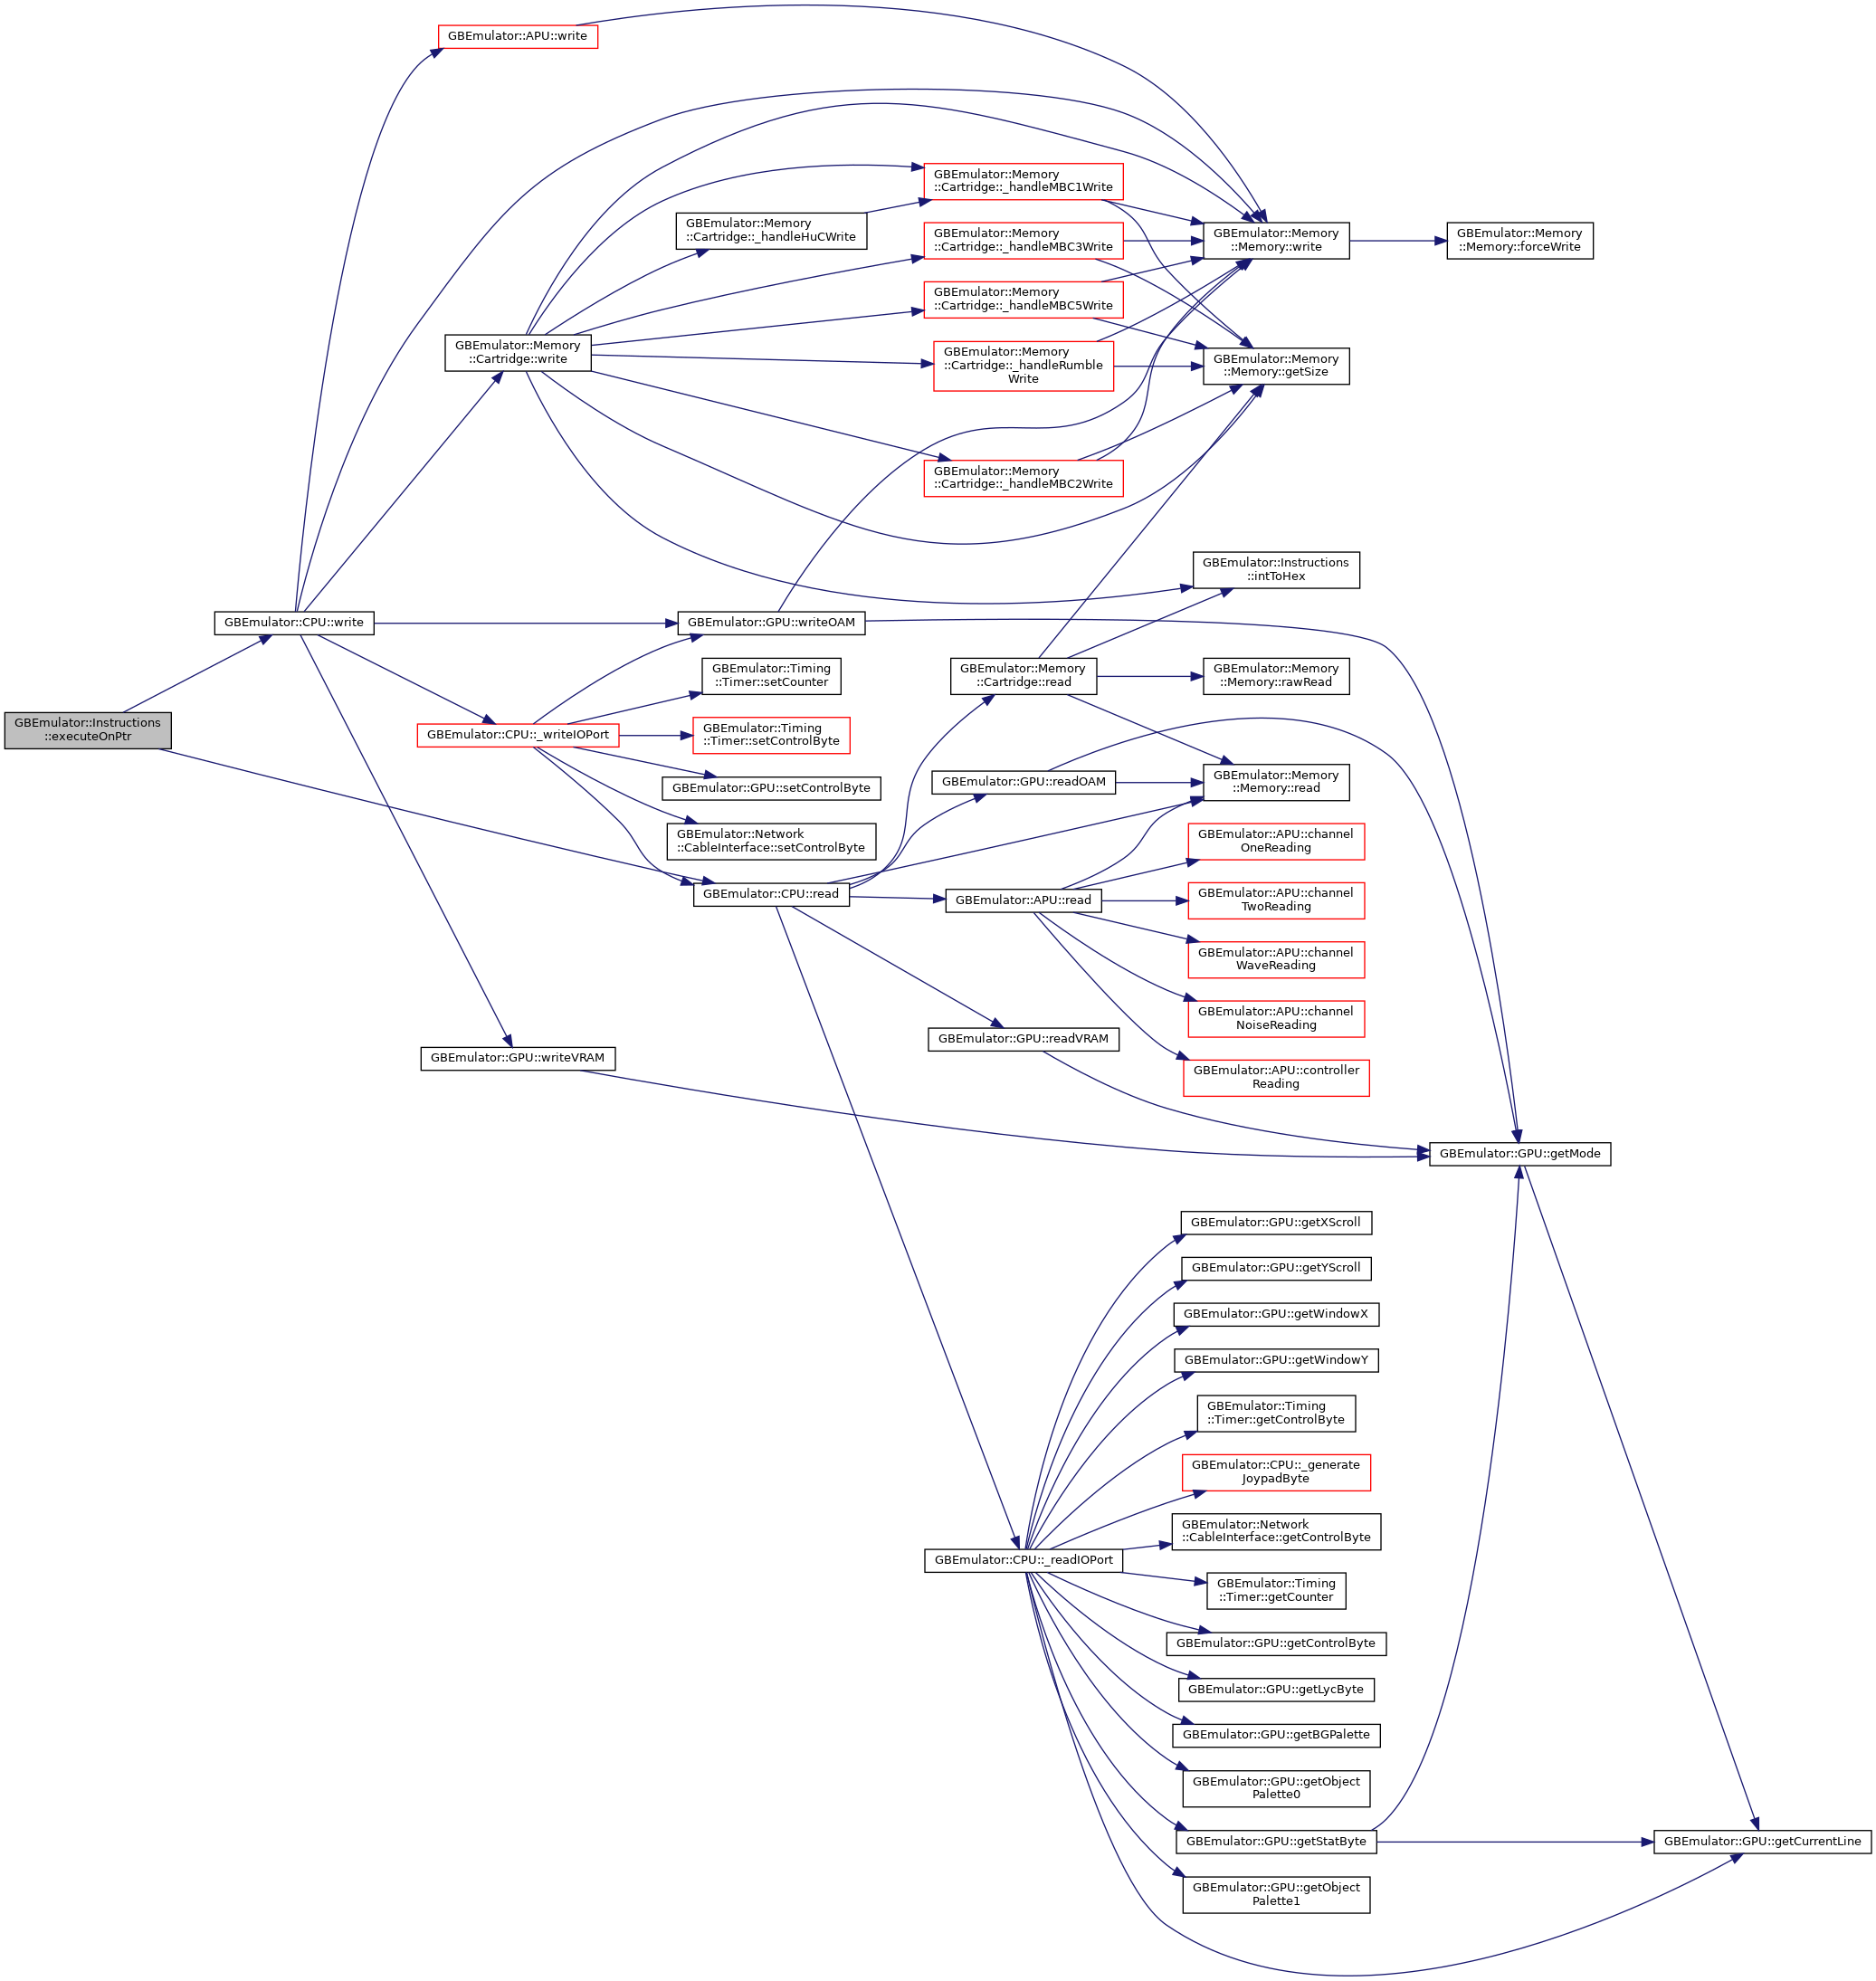 GBEmulator::APU::write
GBEmulator::Memory
::Cartridge::_handleMBC1Write
GBEmulator::Memory
::Cartridge::_handleHuCWrite
GBEmulator::Memory
::Cartridge::_handleMBC3Write
GBEmulator::Memory
::Memory::write
GBEmulator::Memory
::Memory::forceWrite
GBEmulator::Memory
::Cartridge::_handleMBC5Write
GBEmulator::Memory
::Cartridge::write
GBEmulator::Memory
::Cartridge::_handleRumble
Write
GBEmulator::Memory
::Memory::getSize
GBEmulator::Memory
::Cartridge::_handleMBC2Write
GBEmulator::Instructions
::intToHex
GBEmulator::CPU::write
GBEmulator::GPU::writeOAM
GBEmulator::Timing
::Timer::setCounter
GBEmulator::Memory
::Cartridge::read
GBEmulator::Memory
::Memory::rawRead
GBEmulator::Instructions
::executeOnPtr
GBEmulator::CPU::_writeIOPort
GBEmulator::Timing
::Timer::setControlByte
GBEmulator::GPU::setControlByte
GBEmulator::GPU::readOAM
GBEmulator::Memory
::Memory::read
GBEmulator::Network
::CableInterface::setControlByte
GBEmulator::APU::channel
OneReading
GBEmulator::CPU::read
GBEmulator::APU::read
GBEmulator::APU::channel
TwoReading
GBEmulator::APU::channel
WaveReading
GBEmulator::APU::channel
NoiseReading
GBEmulator::GPU::readVRAM
GBEmulator::GPU::writeVRAM
GBEmulator::APU::controller
Reading
GBEmulator::GPU::getMode
GBEmulator::GPU::getXScroll
GBEmulator::GPU::getYScroll
GBEmulator::GPU::getWindowX
GBEmulator::GPU::getWindowY
GBEmulator::Timing
::Timer::getControlByte
GBEmulator::CPU::_generate
JoypadByte
GBEmulator::Network
::CableInterface::getControlByte
GBEmulator::CPU::_readIOPort
GBEmulator::Timing
::Timer::getCounter
GBEmulator::GPU::getControlByte
GBEmulator::GPU::getLycByte
GBEmulator::GPU::getBGPalette
GBEmulator::GPU::getObject
Palette0
GBEmulator::GPU::getStatByte
GBEmulator::GPU::getCurrentLine
GBEmulator::GPU::getObject
Palette1